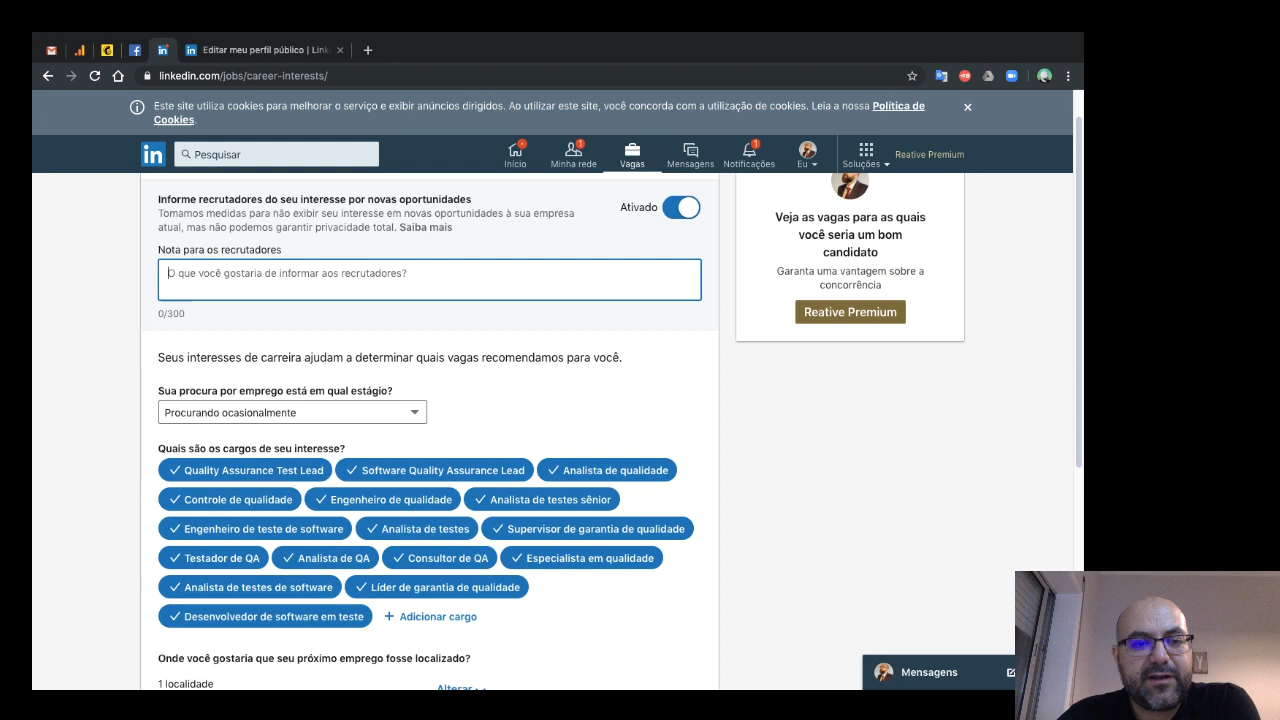 Editar meu perfil público | Link
linkedin.com/jobs/career-interests/
Este site utiliza cookies para melhorar o serviço e exibir anúncios dirigidos. Ao utilizar este site, você concorda com a utilização de cookies. Leia a nossa Política de
Cookies.
in
Pesquisar
Início
Minha rede
1
Vagas
Mensagens
Notificações
1
Eu
Soluções
Reative Premium
Informe recrutadores do seu interesse por novas oportunidades
Tomamos medidas para não exibir seu interesse em novas oportunidades à sua empresa
atual, mas não podemos garantir privacidade total. Saiba mais
Ativado
Nota para os recrutadores
O que você gostaria de informar aos recrutadores?
0/300
Veja as vagas para as quais
você seria um bom
candidato
Garanta uma vantagem sobre a
concorrência
Reative Premium
Seus interesses de carreira ajudam a determinar quais vagas recomendamos para você.
Sua procura por emprego está em qual estágio?
Procurando ocasionalmente
Quais são os cargos de seu interesse?
Quality Assurance Test Lead Software Quality Assurance Lead Analista de qualidade
Controle de qualidade Engenheiro de qualidade Analista de testes sênior
Engenheiro de teste de software Analista de testes Supervisor de garantia de qualidade
Testador de QA Analista de QA Consultor de QA Especialista em qualidade
Analista de testes de software Líder de garantia de qualidade
Desenvolvedor de software em teste + Adicionar cargo
Onde você gostaria que seu próximo emprego fosse localizado?
1 localidade
Alterar
Mensagens